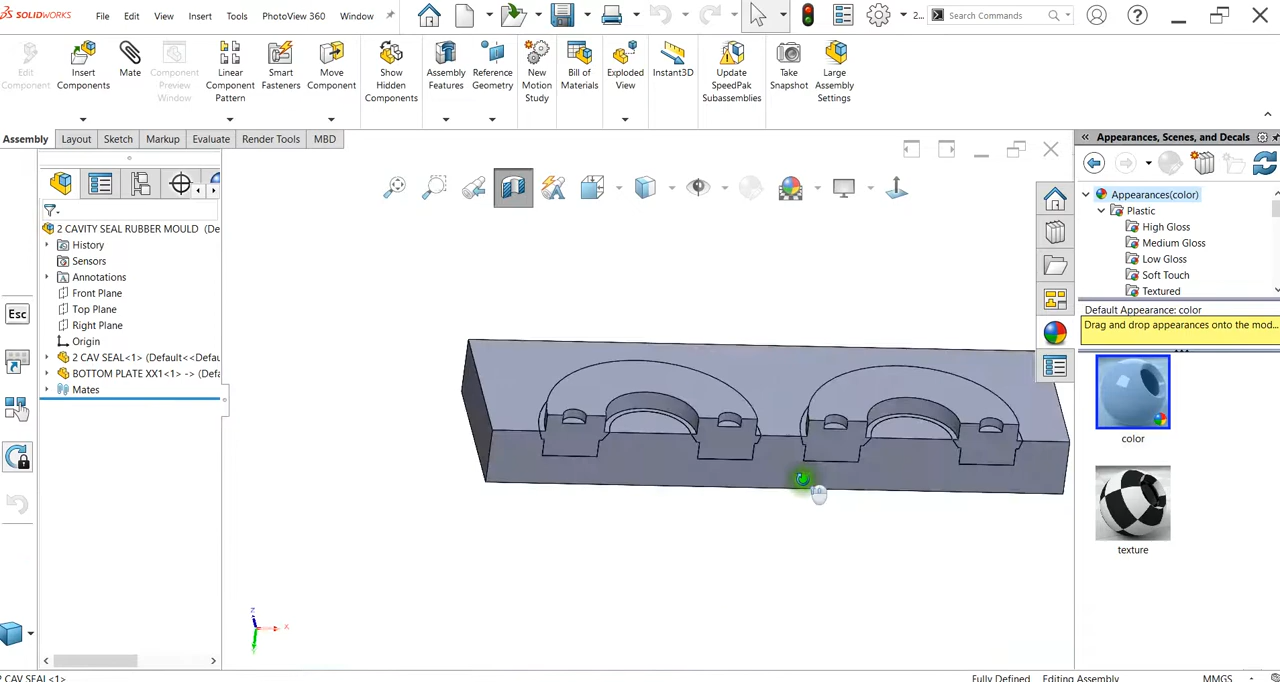 SOLIDWORKS File Edit View Insert Tools PhotoView 360 Window 2... Search Commands
Edit Component
Insert Components
Mate
Component Preview Window
Linear Component Pattern
Smart Fasteners
Move Component
Show Hidden Components
Assembly Features
Reference Geometry
New Motion Study
Bill of Materials
Exploded View
Instant3D
Update SpeedPak Subassemblies
Take Snapshot
Large Assembly Settings
Assembly Layout Sketch Markup Evaluate Render Tools MBD
2 CAVITY SEAL RUBBER MOULD (De
History
Sensors
Annotations
Front Plane
Top Plane
Right Plane
Origin
2 CAV SEAL<1> (Default<<Defau
BOTTOM PLATE XX1<1> -> (Defa
Mates
Esc
Z
X
Appearances, Scenes, and Decals
Appearances(color)
Plastic
High Gloss
Medium Gloss
Low Gloss
Soft Touch
Textured
Default Appearance: color
Drag and drop appearances onto the mod...
color
texture
2 CAV SEAL<1> Fully Defined Editing Assembly MMGS